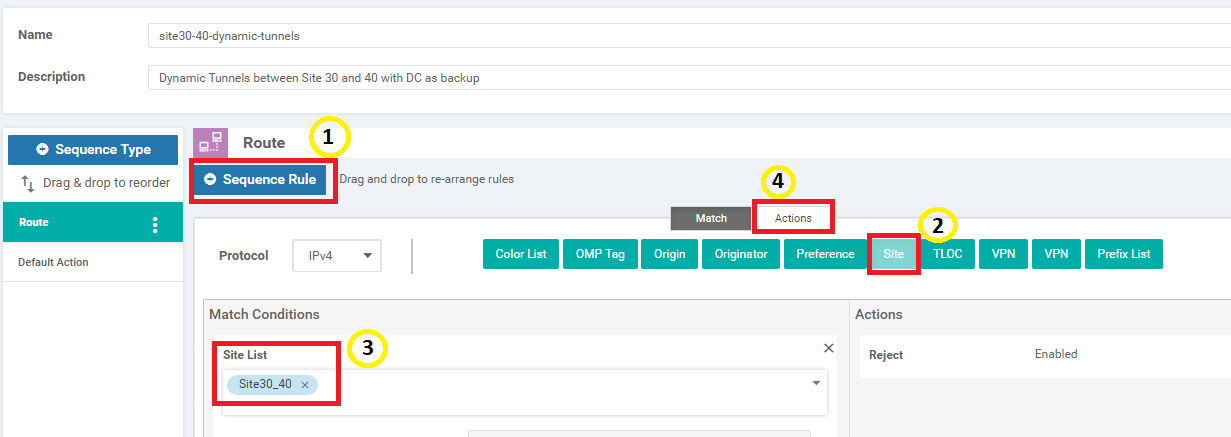 Name
site30-40-dynamic-tunnels
Description
Dynamic Tunnels between Site 30 and 40 with DC as backup
Sequence Type
Drag & drop to reorder
Route
Default Action
Route
1
Sequence Rule
Drag and drop to re-arrange rules
4
Match
Actions
2
Protocol
IPv4
Color List
OMP Tag
Origin
Originator
Preference
Site
TLOC
VPN
VPN
Prefix List
Match Conditions
Actions
3
Site List
Site30_40
Reject
Enabled